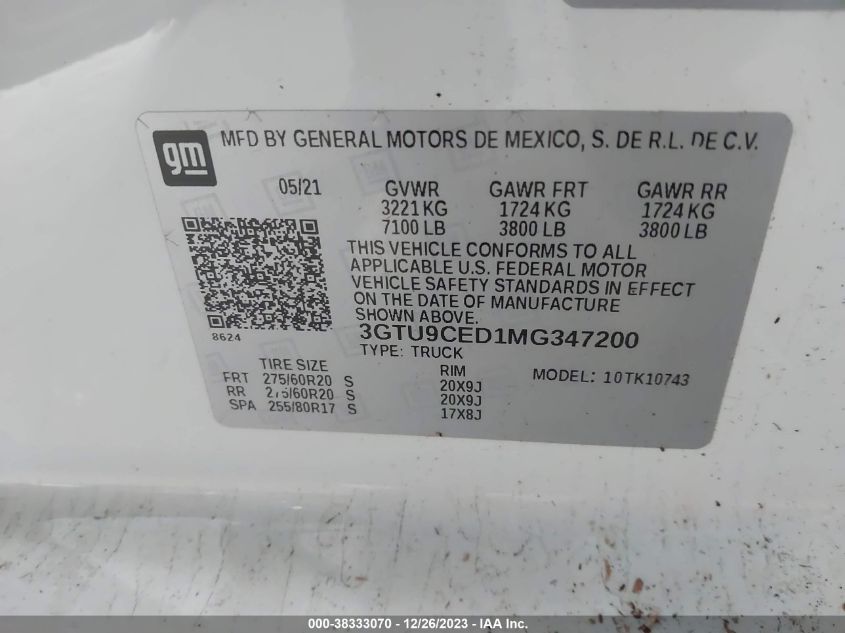 gm
MFD BY GENERAL MOTORS DE MEXICO, S. DE R.L. DE C.V.
05/21 GVWR GAWR FRT GAWR RR
3221 KG 1724 KG 1724 KG
7100 LB 3800 LB 3800 LB
THIS VEHICLE CONFORMS TO ALL
APPLICABLE U.S. FEDERAL MOTOR
VEHICLE SAFETY STANDARDS IN EFFECT
ON THE DATE OF MANUFACTURE
SHOWN ABOVE.
8624
3GTU9CED1MG347200
TYPE: TRUCK
TIRE SIZE RIM MODEL: 10TK10743
FRT 275/60R20 S 20X9J
RR 275/60R20 S 20X9J
SPA 255/80R17 S 17X8J
000-38333070 - 12/26/2023 - IAA Inc.